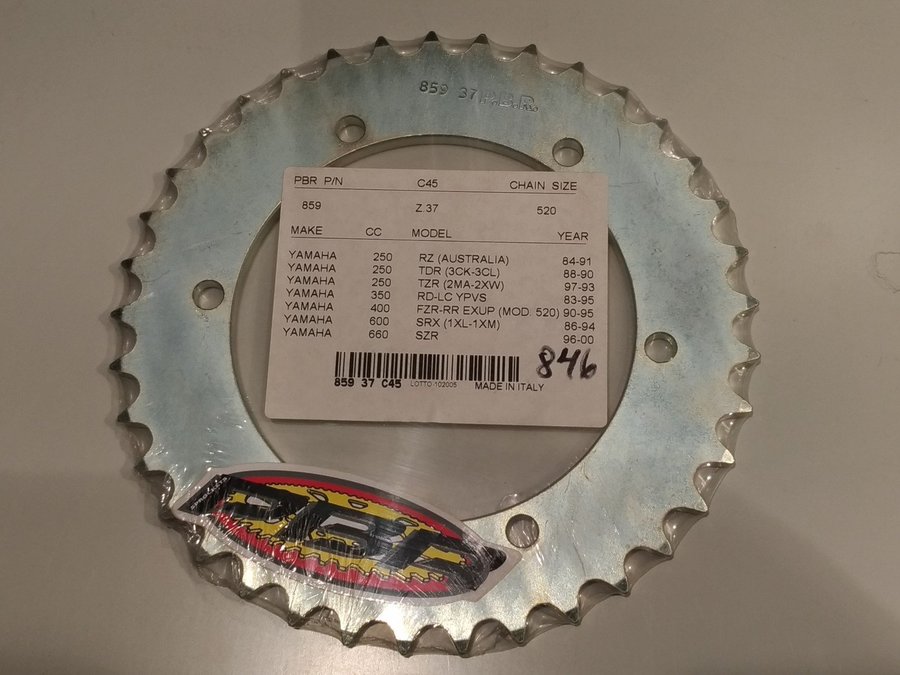 859 37 P.B.R.
PBR P/N C45 CHAIN SIZE
859 Z.37 520
MAKE CC MODEL YEAR
YAMAHA 250 RZ (AUSTRALIA) 84-91
YAMAHA 250 TDR (3CK-3CL) 88-90
YAMAHA 250 TZR (2MA-2XW) 97-93
YAMAHA 350 RD-LC YPVS 83-95
YAMAHA 400 FZR-RR EXUP (MOD. 520) 90-95
YAMAHA 600 SRX (1XL-1XM) 86-94
YAMAHA 660 SZR 96-00
846
859 37 C45 LOTTO 102005 MADE IN ITALY
PBR